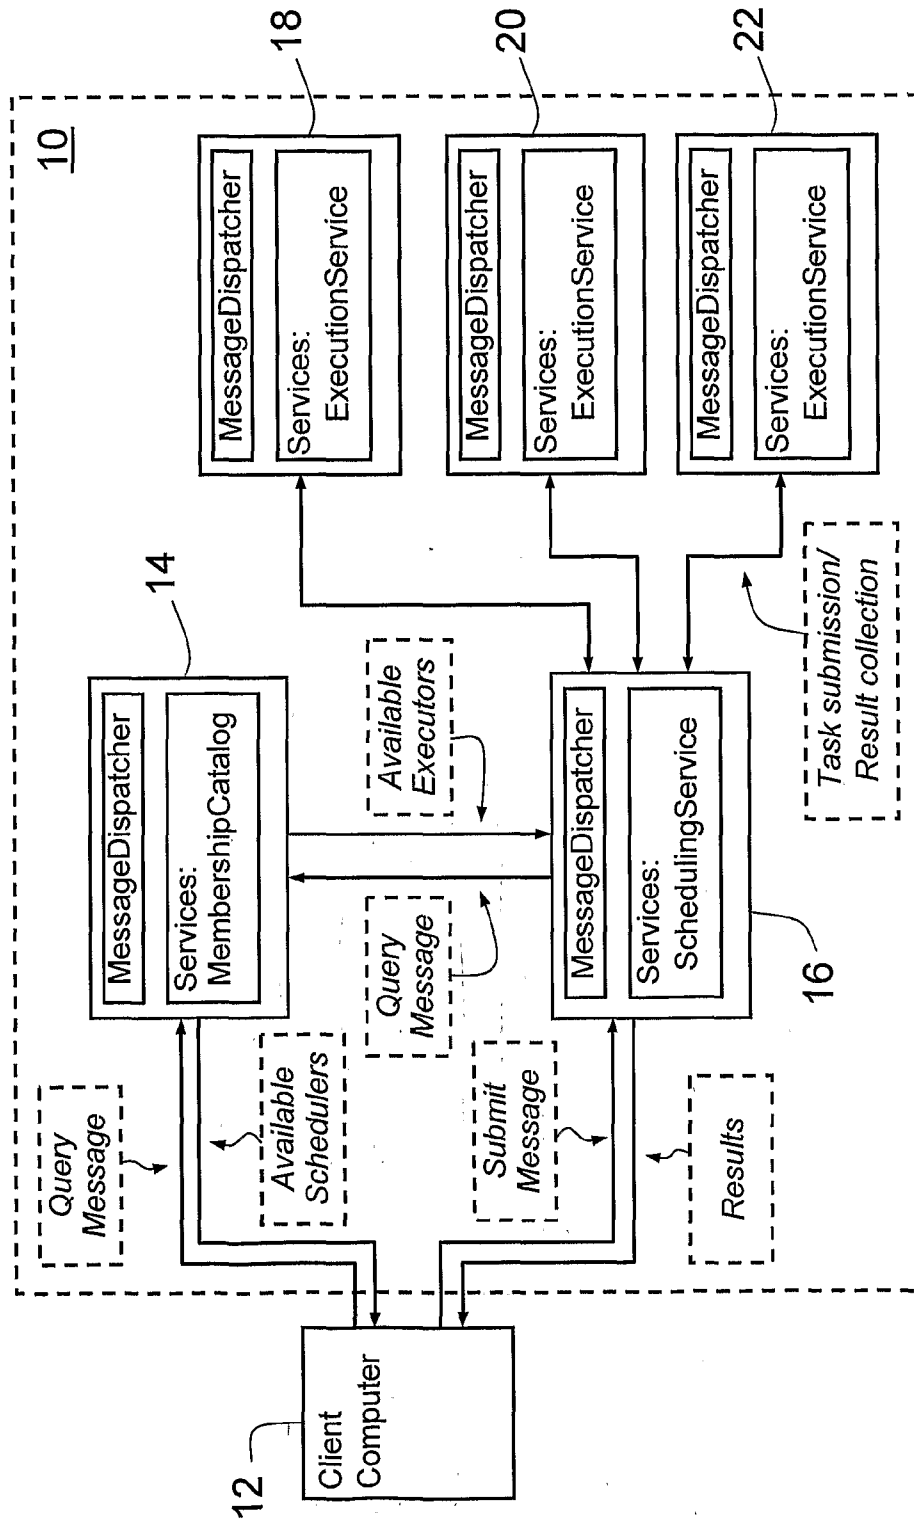 10
12
Client
Computer
Query
Message
Available
Schedulers
14
MessageDispatcher
Services:
MembershipCatalog
Query
Message
Available
Executors
Submit
Message
Results
16
MessageDispatcher
Services:
SchedulingService
Task submission/
Result collection
18
MessageDispatcher
Services:
ExecutionService
20
MessageDispatcher
Services:
ExecutionService
22
MessageDispatcher
Services:
ExecutionService